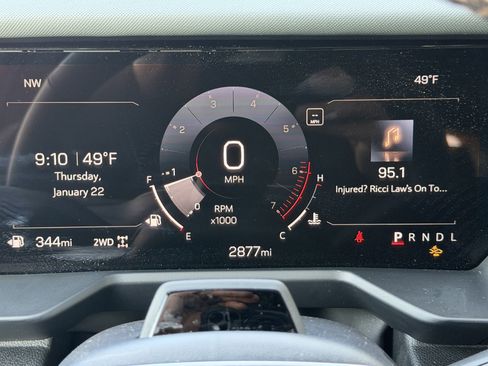 NW
49°F
9:10 | 49°F
Thursday,
January 22
1
2
3
4
5
6
7
0
0
MPH
RPM
x1000
F
E
H
C
--
MPH
95.1
Injured? Ricci Law's On To...
344mi
2WD
2877mi
P R N D L